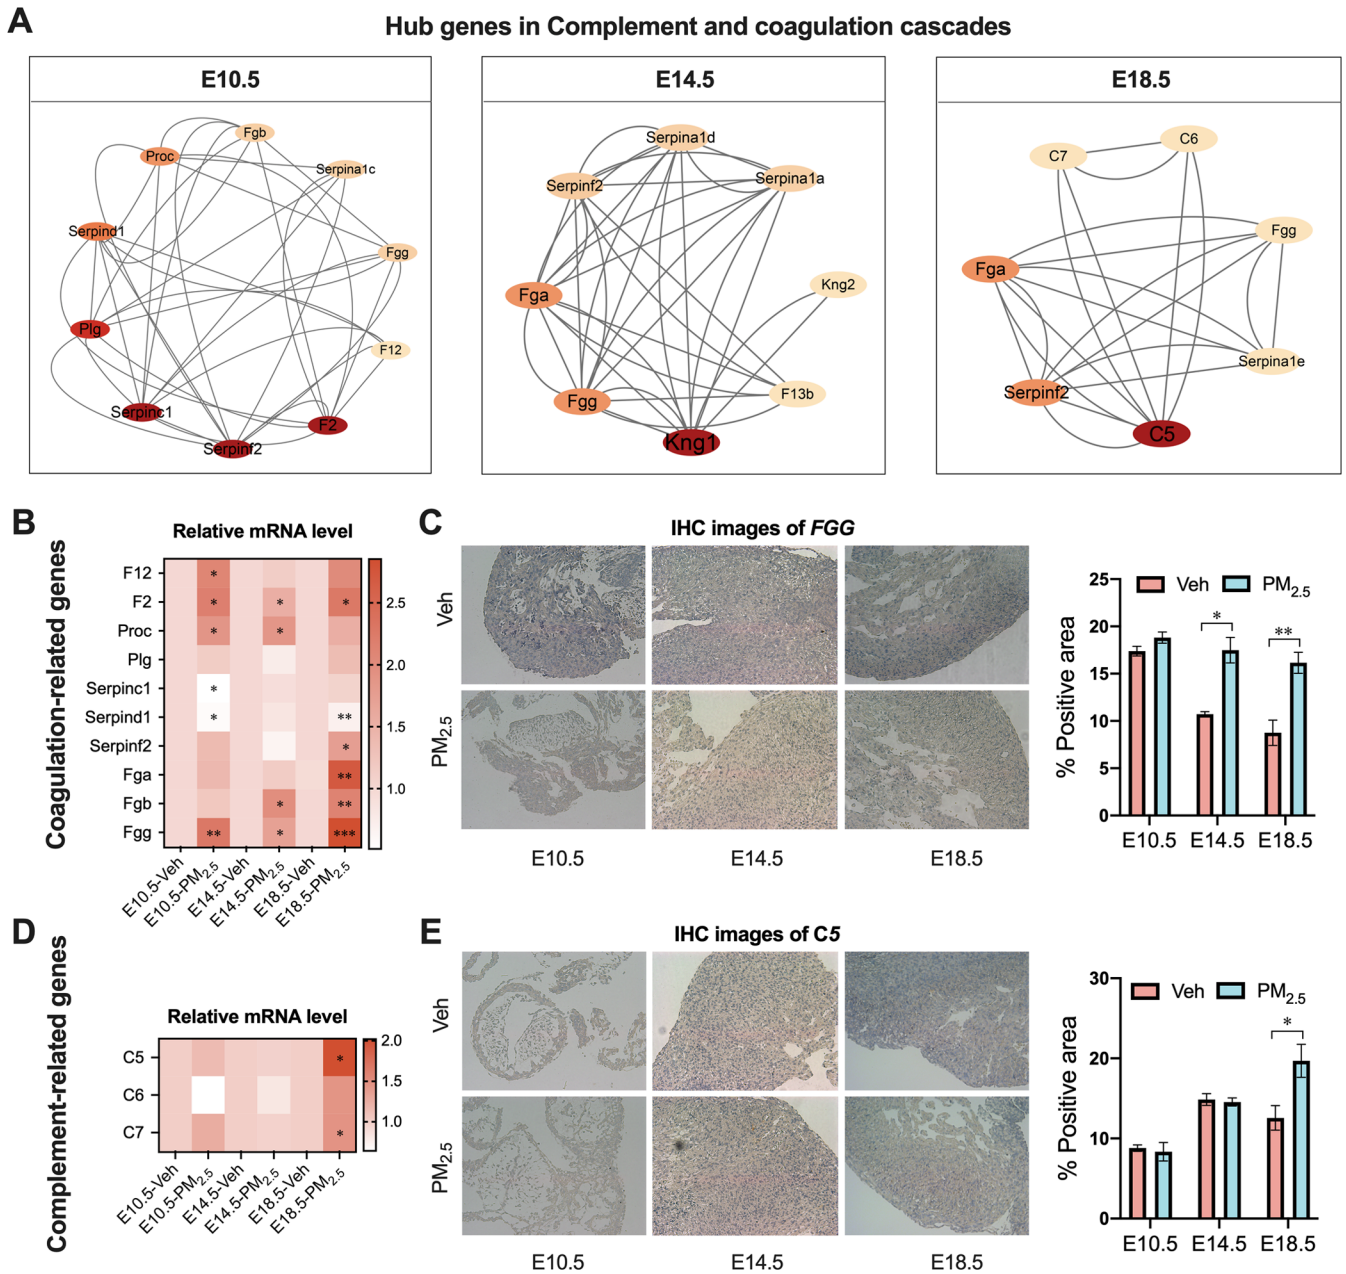 A
Hub genes in Complement and coagulation cascades
E10.5
Fgb
Proc
Serpina1c
Serpind1
Fgg
Plg
F12
Serpinc1
F2
Serpinf2
E14.5
Serpina1d
Serpinf2
Serpina1a
Fga
Kng2
Fgg
F13b
Kng1
E18.5
C6
C7
Fgg
Fga
Serpina1e
Serpinf2
C5
B
Coagulation-related genes
Relative mRNA level
F12 *
F2 * * *
Proc * *
Plg
Serpinc1 *
Serpind1 * **
Serpinf2 *
Fga **
Fgb * **
Fgg ** * ***
2.5
2.0
1.5
1.0
E10.5-Veh
E10.5-PM2.5
E14.5-Veh
E14.5-PM2.5
E18.5-Veh
E18.5-PM2.5
C
IHC images of FGG
Veh
PM2.5
E10.5 E14.5 E18.5
Veh PM2.5
% Positive area
25
20
15
10
5
0
* **
E10.5 E14.5 E18.5
D
Complement-related genes
Relative mRNA level
C5 *
C6
C7 *
2.0
1.5
1.0
E10.5-Veh
E10.5-PM2.5
E14.5-Veh
E14.5-PM2.5
E18.5-Veh
E18.5-PM2.5
E
IHC images of C5
Veh
PM2.5
E10.5 E14.5 E18.5
Veh PM2.5
% Positive area
30
20
10
0
*
E10.5 E14.5 E18.5